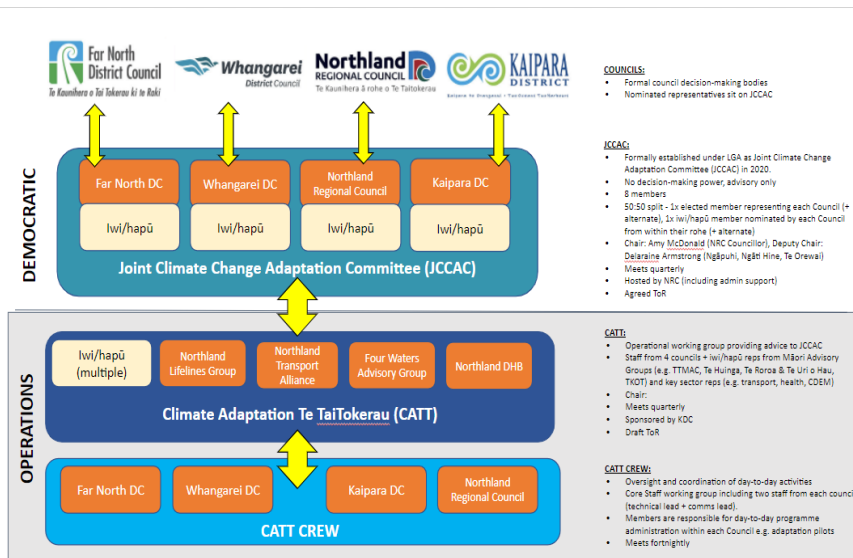 Far North
District Council
Te Kaunihera o Tai Tokerau ki te Raki
Whangarei
District Council
Northland
REGIONAL COUNCIL
Te Kaunihera ā rohe o Te Taitokerau
KAIPARA
DISTRICT
DEMOCRATIC
Far North DC
Whangarei DC
Northland
Regional Council
Kaipara DC
Iwi/hapū
Iwi/hapū
Iwi/hapū
Iwi/hapū
Joint Climate Change Adaptation Committee (JCCAC)
OPERATIONS
Iwi/hapū
(multiple)
Northland
Lifelines Group
Northland
Transport
Alliance
Four Waters
Advisory Group
Northland DHB
Climate Adaptation Te TaiTokerau (CATT)
Far North DC
Whangarei DC
Kaipara DC
Northland
Regional Council
CATT CREW
COUNCILS:
• Formal council decision-making bodies
• Nominated representatives sit on JCCAC
JCCAC:
• Formally established under LGA as Joint Climate Change
Adaptation Committee (JCCAC) in 2020.
• No decision-making power, advisory only
• 8 members
• 50:50 split - 1x elected member representing each Council (+
alternate), 1x iwi/hapū member nominated by each Council
from within their rohe (+ alternate)
• Chair: Amy McDonald (NRC Councillor), Deputy Chair:
Delaraine Armstrong (Ngāpuhi, Ngāti Hine, Te Orewai)
• Meets quarterly
• Hosted by NRC (including admin support)
• Agreed ToR
CATT:
• Operational working group providing advice to JCCAC
• Staff from 4 councils + iwi/hapū reps from Māori Advisory
Groups (e.g. TTMAC, Te Huinga, Te Roroa & Te Uri o Hau,
TKOT) and key sector reps (e.g. transport, health, CDEM)
• Chair:
• Meets quarterly
• Sponsored by KDC
• Draft ToR
CATT CREW:
• Oversight and coordination of day-to-day activities
• Core Staff working group including two staff from each counci
(technical lead + comms lead).
• Members are responsible for day-to-day programme
administration within each Council e.g. adaptation pilots
• Meets fortnightly